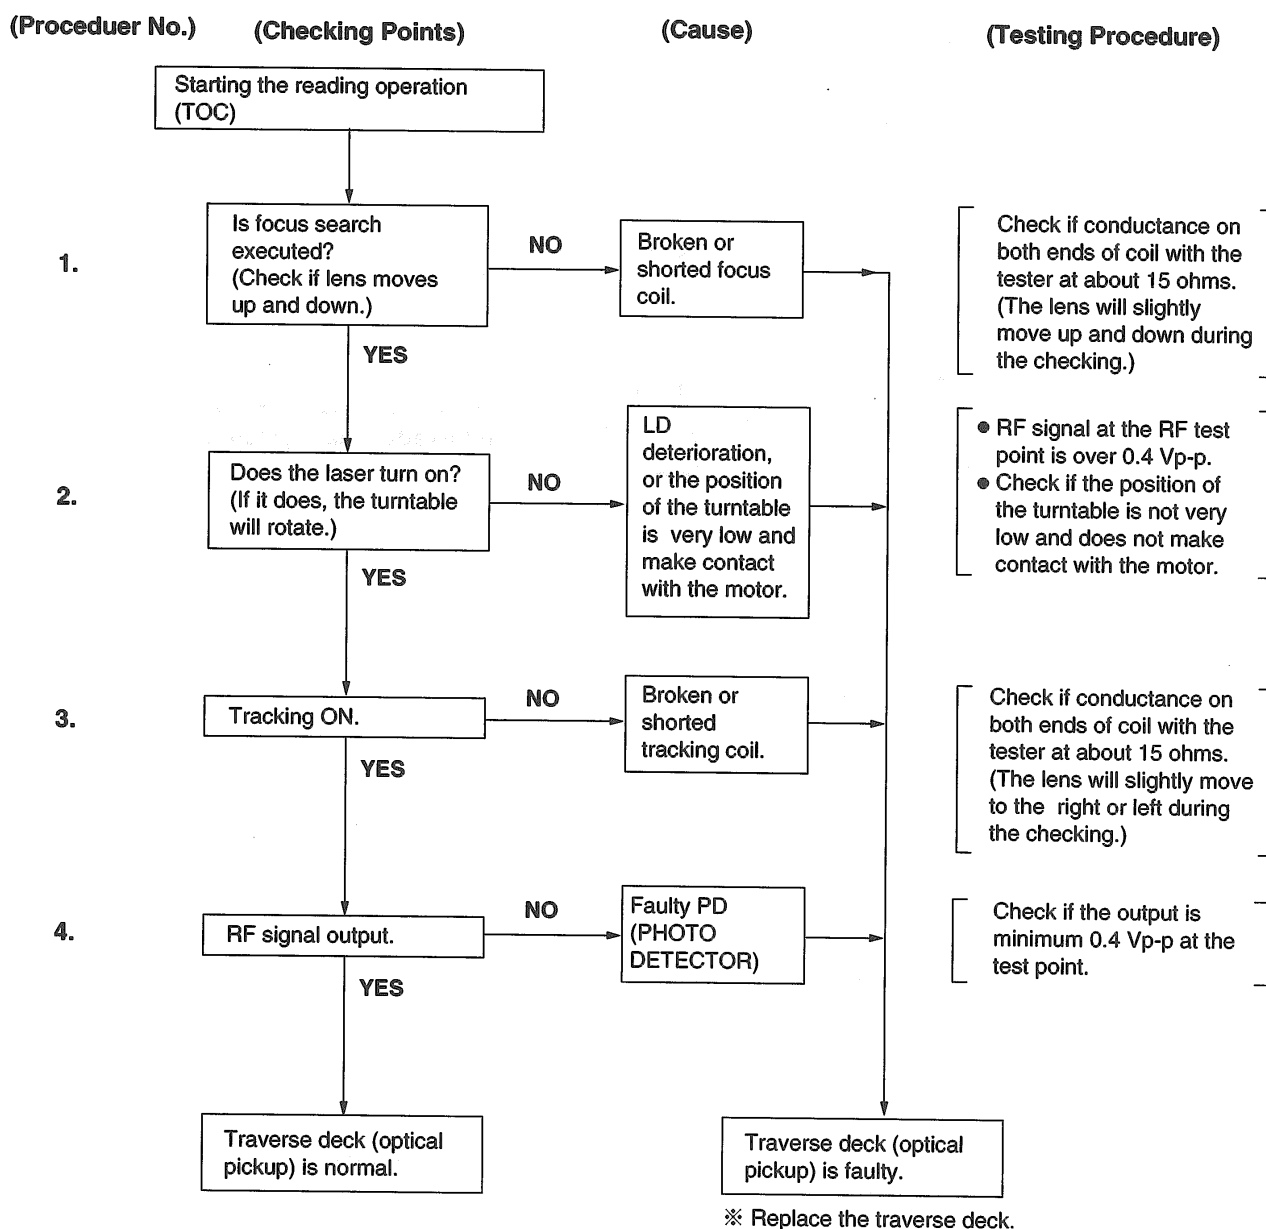 (Proceduer No.)
(Checking Points)
(Cause)
(Testing Procedure)
Starting the reading operation
(TOC)
1.
Is focus search
executed?
(Check if lens moves
up and down.)
NO
Broken or
shorted focus
coil.
Check if conductance on
both ends of coil with the
tester at about 15 ohms.
(The lens will slightly
move up and down during
the checking.)
YES
2.
Does the laser turn on?
(If it does, the turntable
will rotate.)
NO
LD
deterioration,
or the position
of the turntable
is very low and
make contact
with the motor.
● RF signal at the RF test
point is over 0.4 Vp-p.
● Check if the position of
the turntable is not very
low and does not make
contact with the motor.
YES
3.
Tracking ON.
NO
Broken or
shorted
tracking coil.
Check if conductance on
both ends of coil with the
tester at about 15 ohms.
(The lens will slightly move
to the right or left during
the checking.)
YES
4.
RF signal output.
NO
Faulty PD
(PHOTO
DETECTOR)
Check if the output is
minimum 0.4 Vp-p at the
test point.
YES
Traverse deck (optical
pickup) is normal.
Traverse deck (optical
pickup) is faulty.
※ Replace the traverse deck.